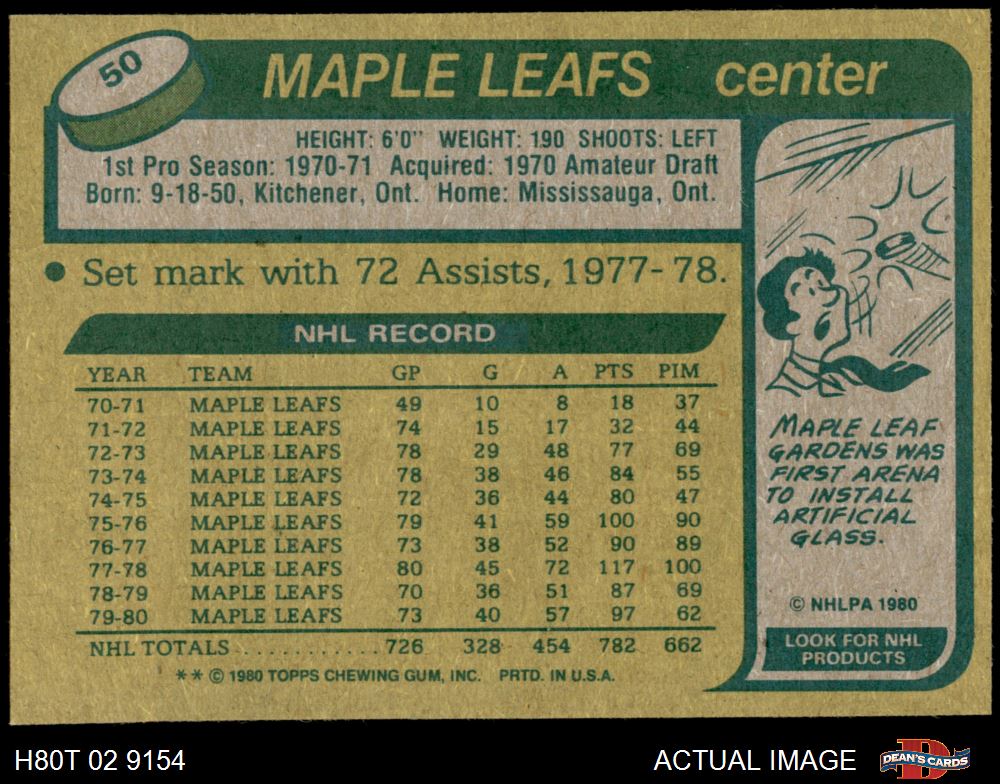 50
MAPLE LEAFS center
HEIGHT: 6'0" WEIGHT: 190 SHOOTS: LEFT
1st Pro Season: 1970-71 Acquired: 1970 Amateur Draft
Born: 9-18-50, Kitchener, Ont. Home: Mississauga, Ont.
• Set mark with 72 Assists, 1977-78.
NHL RECORD
YEAR TEAM GP G A PTS PIM
70-71 MAPLE LEAFS 49 10 8 18 37
71-72 MAPLE LEAFS 74 15 17 32 44
72-73 MAPLE LEAFS 78 29 48 77 69
73-74 MAPLE LEAFS 78 38 46 84 55
74-75 MAPLE LEAFS 72 36 44 80 47
75-76 MAPLE LEAFS 79 41 59 100 90
76-77 MAPLE LEAFS 73 38 52 90 89
77-78 MAPLE LEAFS 80 45 72 117 100
78-79 MAPLE LEAFS 70 36 51 87 69
79-80 MAPLE LEAFS 73 40 57 97 62
NHL TOTALS............726 328 454 782 662
** © 1980 TOPPS CHEWING GUM, INC. PRTD. IN U.S.A.
MAPLE LEAF
GARDENS WAS
FIRST ARENA
TO INSTALL
ARTIFICIAL
GLASS.
© NHLPA 1980
LOOK FOR NHL
PRODUCTS
H80T 02 9154
ACTUAL IMAGE
DEAN'S CARDS